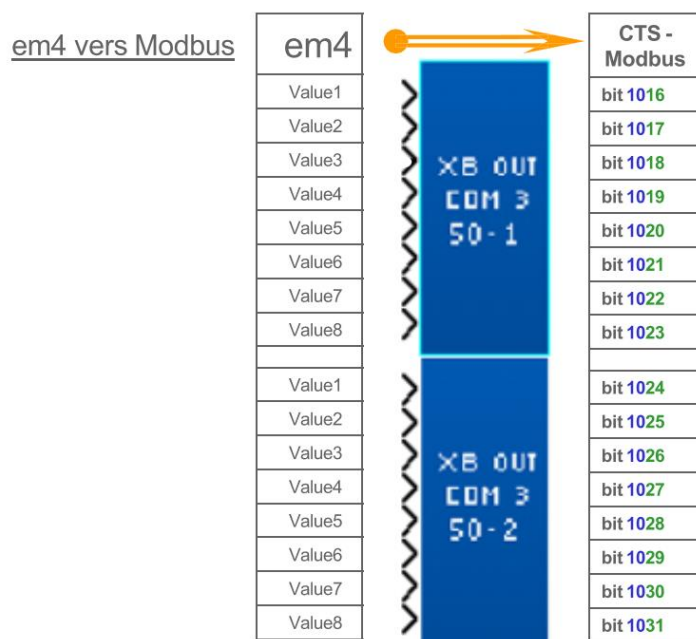 em4 vers Modbus
em4
CTS -
Modbus
Value1
bit 1016
Value2
bit 1017
Value3
bit 1018
Value4
bit 1019
Value5
bit 1020
Value6
bit 1021
Value7
bit 1022
Value8
bit 1023
XB OUT
COM 3
50-1
Value1
bit 1024
Value2
bit 1025
Value3
bit 1026
Value4
bit 1027
Value5
bit 1028
Value6
bit 1029
Value7
bit 1030
Value8
bit 1031
XB OUT
COM 3
50-2